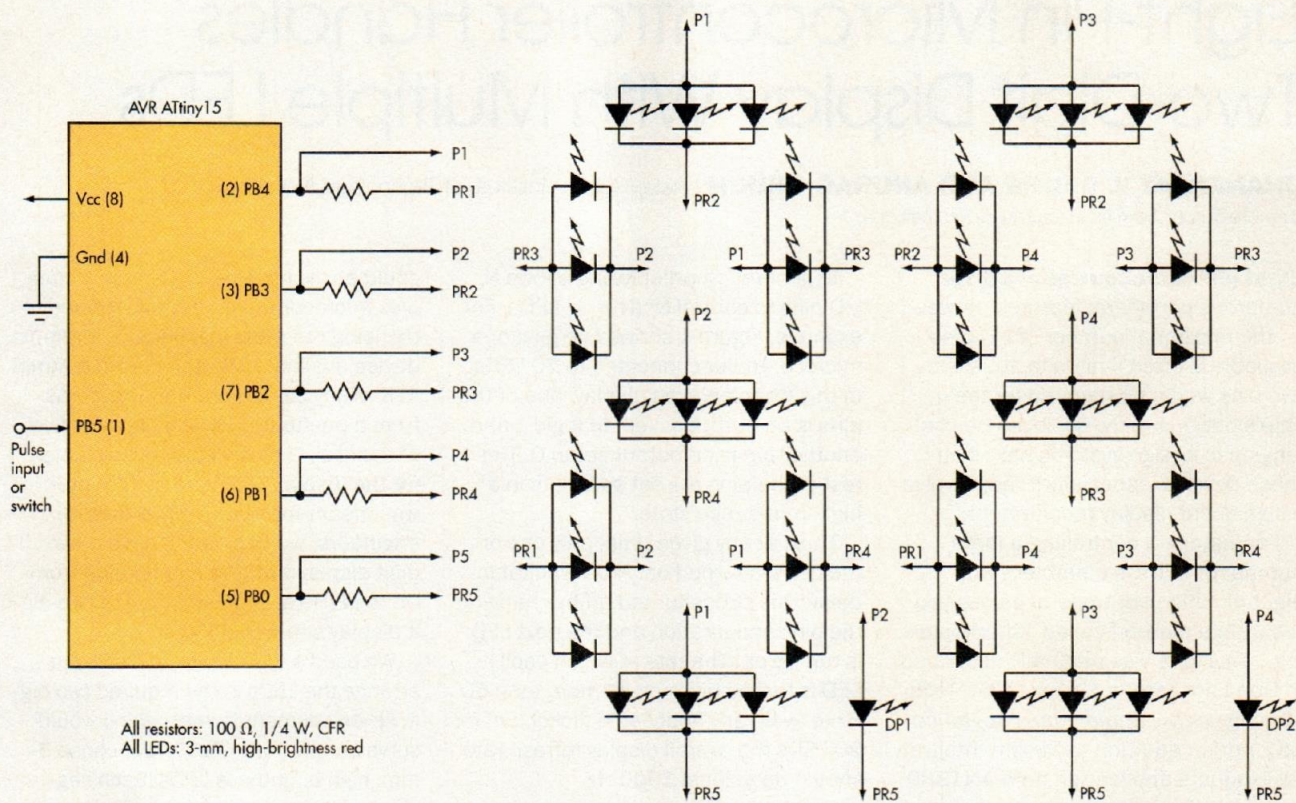 AVR ATtiny15
Vcc (8)
Gnd (4)
PB5 (1)
Pulse
input
or
switch
(2) PB4
(3) PB3
(7) PB2
(6) PB1
(5) PB0
P1
PR1
P2
PR2
P3
PR3
P4
PR4
P5
PR5
All resistors: 100 Ω, 1/4 W, CFR
All LEDs: 3-mm, high-brightness red
P1
PR2
PR3
P2
P1
PR3
P2
PR4
PR1
P2
P1
PR4
P1
PR5
P2
DP1
PR5
P3
PR2
PR2
P4
P3
PR3
P4
PR3
PR1
P4
P3
PR4
P3
PR5
P4
DP2
PR5